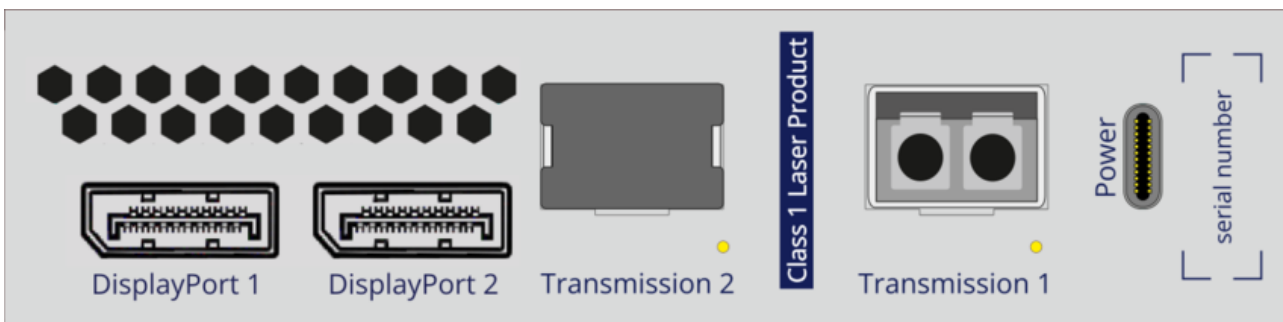 DisplayPort 1
DisplayPort 2
Transmission 2
Class 1 Laser Product
Transmission 1
Power
serial number